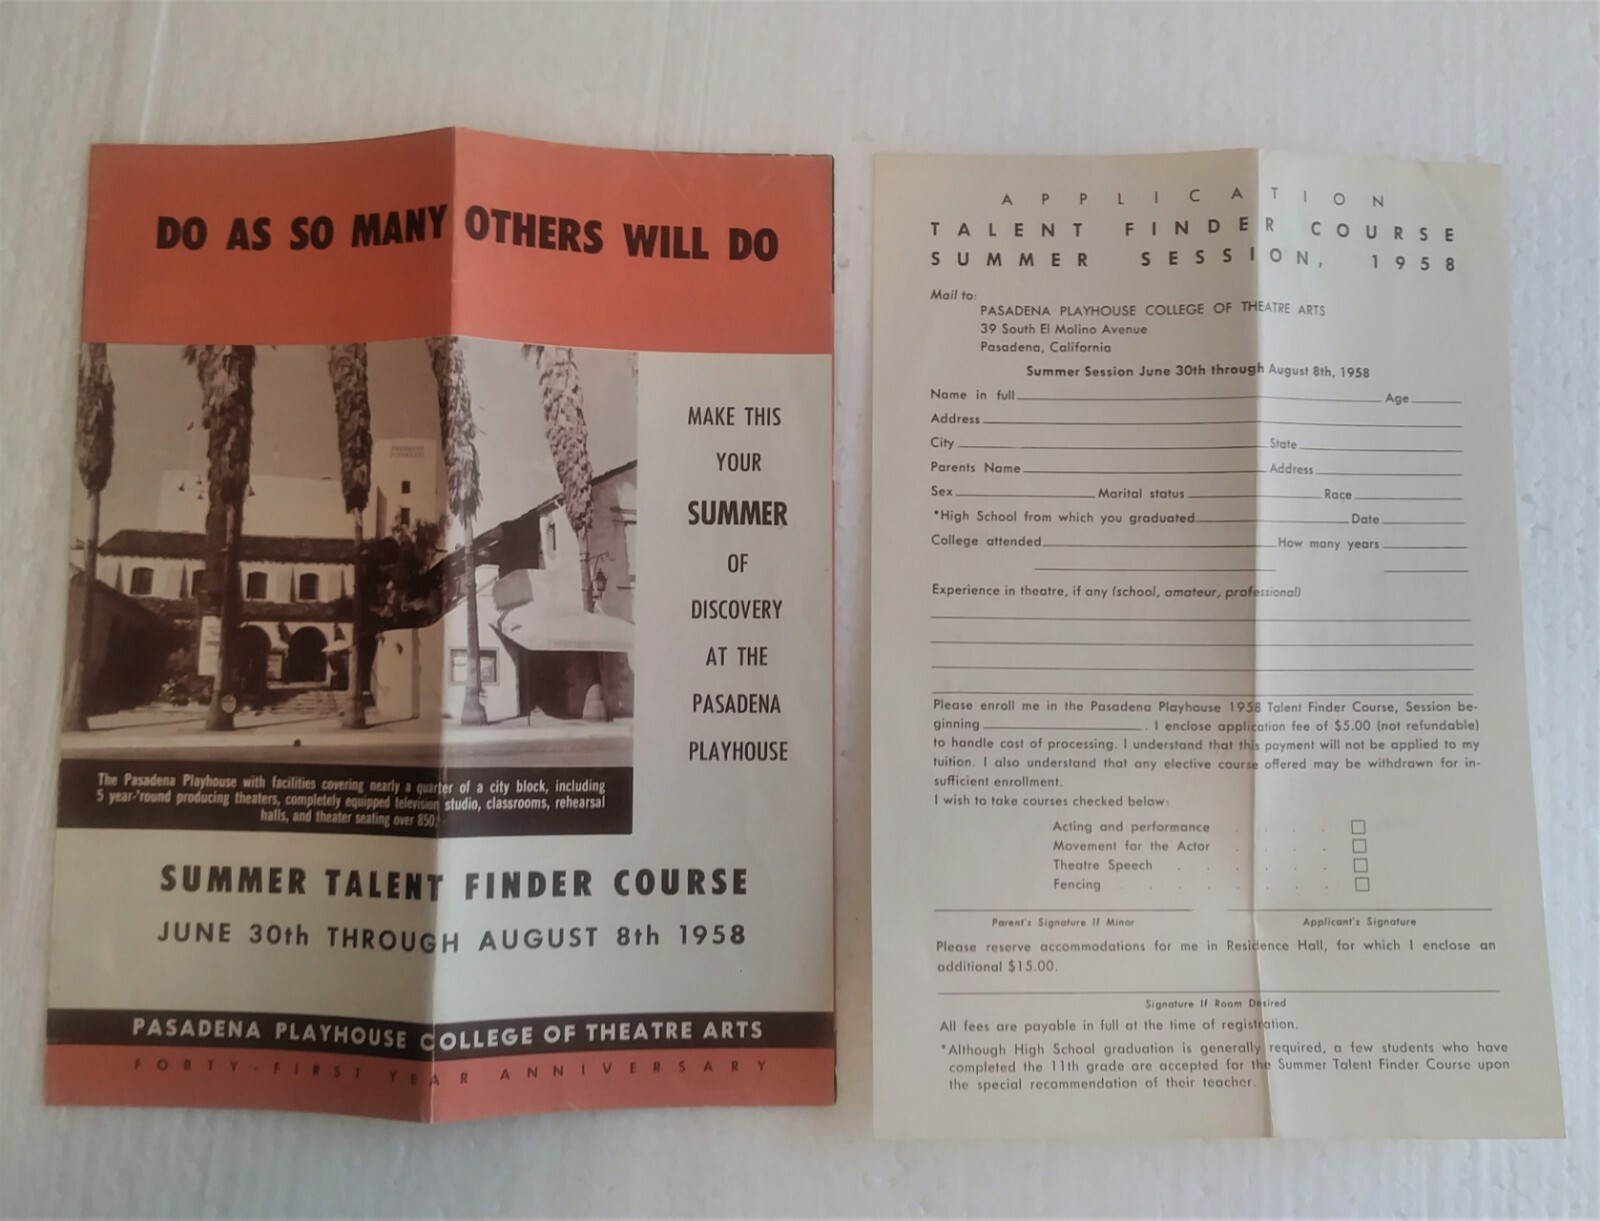 DO AS SO MANY OTHERS WILL DO
MAKE THIS
YOUR
SUMMER
OF
DISCOVERY
AT THE
PASADENA
PLAYHOUSE
PASADENA
PLAYHOUSE
The Pasadena Playhouse with facilities covering nearly a quarter of a city block, including
5 year-'round producing theaters, completely equipped television studio, classrooms, rehearsal
halls, and theater seating over 850.
SUMMER TALENT FINDER COURSE
JUNE 30th THROUGH AUGUST 8th 1958
PASADENA PLAYHOUSE COLLEGE OF THEATRE ARTS
FORTY-FIRST YEAR ANNIVERSARY
APPLICATION
TALENT FINDER COURSE
SUMMER SESSION, 1958
Mail to:
PASADENA PLAYHOUSE COLLEGE OF THEATRE ARTS
39 South El Molino Avenue
Pasadena, California
Summer Session June 30th through August 8th, 1958
Name in full Age
Address
City State
Parents Name Address
Sex Marital status Race
*High School from which you graduated Date
College attended How many years
Experience in theatre, if any (school, amateur, professional)
Please enroll me in the Pasadena Playhouse 1958 Talent Finder Course, Session be-
ginning . I enclose application fee of $5.00 (not refundable)
to handle cost of processing. I understand that this payment will not be applied to my
tuition. I also understand that any elective course offered may be withdrawn for in-
sufficient enrollment.
I wish to take courses checked below:
Acting and performance
Movement for the Actor
Theatre Speech
Fencing
Parent's Signature If Minor Applicant's Signature
Please reserve accommodations for me in Residence Hall, for which I enclose an
additional $15.00.
Signature If Room Desired
All fees are payable in full at the time of registration.
*Although High School graduation is generally required, a few students who have
completed the 11th grade are accepted for the Summer Talent Finder Course upon
the special recommendation of their teacher.